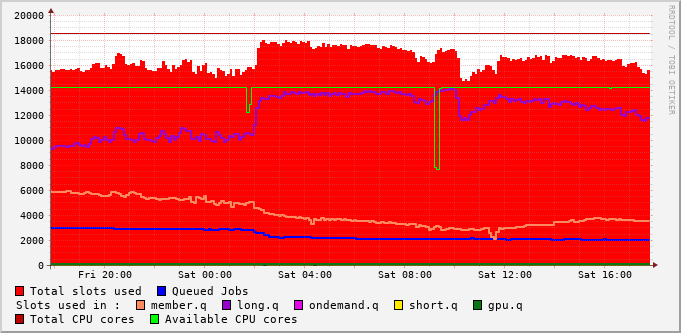 20000
18000
16000
14000
12000
10000
8000
6000
4000
2000
0
Fri 20:00 Sat 00:00 Sat 04:00 Sat 08:00 Sat 12:00 Sat 16:00
Total slots used Queued Jobs
Slots used in : member.q long.q ondemand.q short.q gpu.q
Total CPU cores Available CPU cores
RRDTOOL / TOBI OETIKER